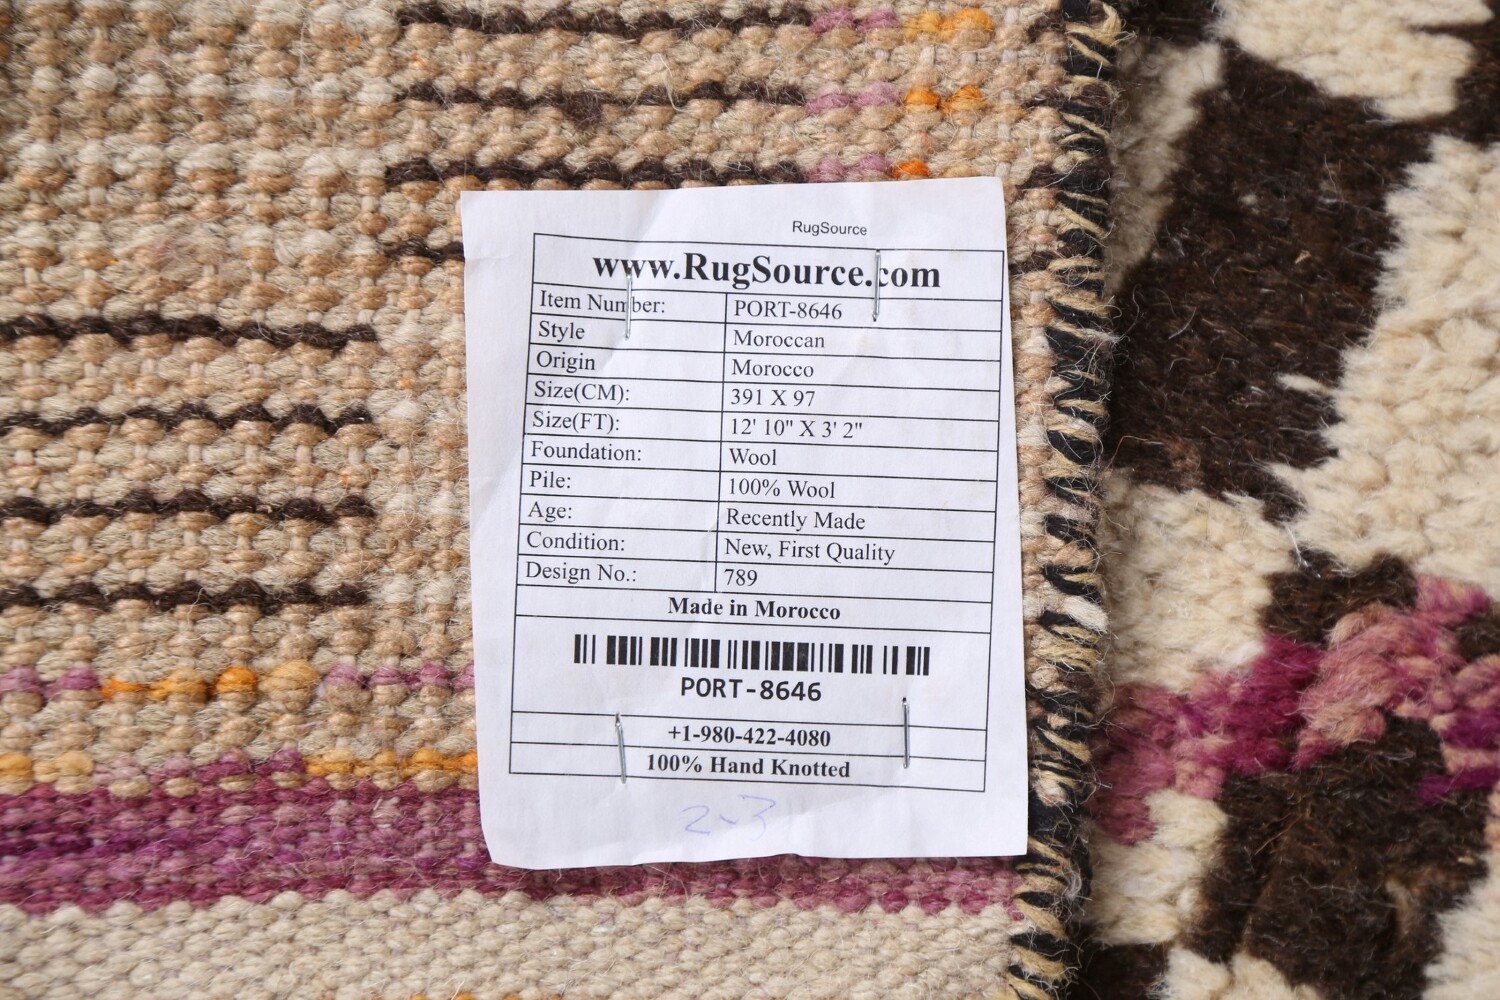 RugSource
www.RugSource.com
Item Number: PORT-8646
Style Moroccan
Origin Morocco
Size(CM): 391 X 97
Size(FT): 12' 10" X 3' 2"
Foundation: Wool
Pile: 100% Wool
Age: Recently Made
Condition: New, First Quality
Design No.: 789
Made in Morocco
PORT-8646
+1-980-422-4080
100% Hand Knotted
2-3